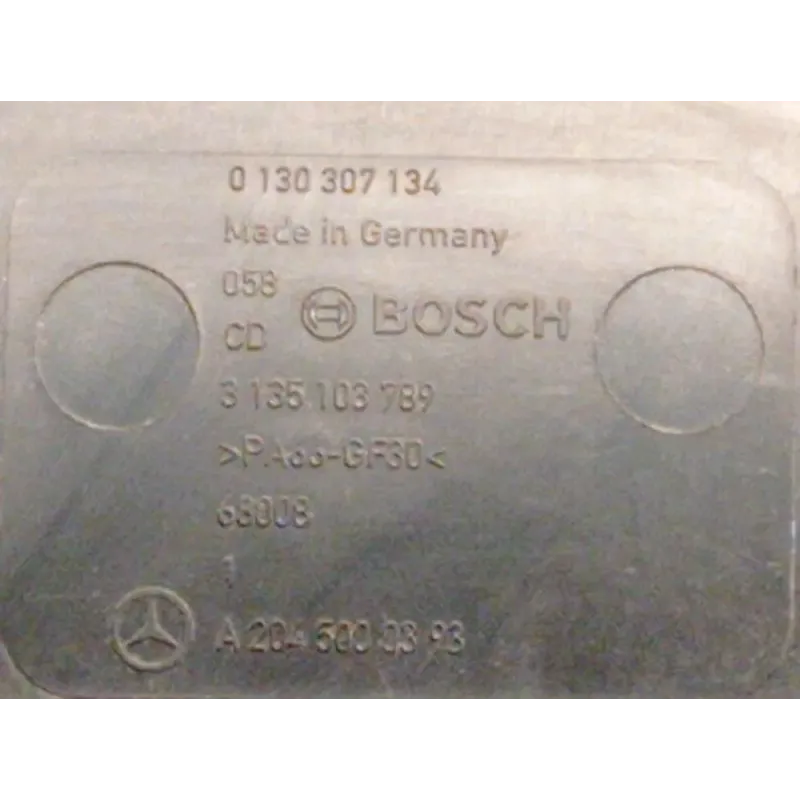 0 130 307 134
Made in Germany
058
BOSCH
CD
3 135 103 789
>PA66-GF30<
68008
1
A 204 500 03 93